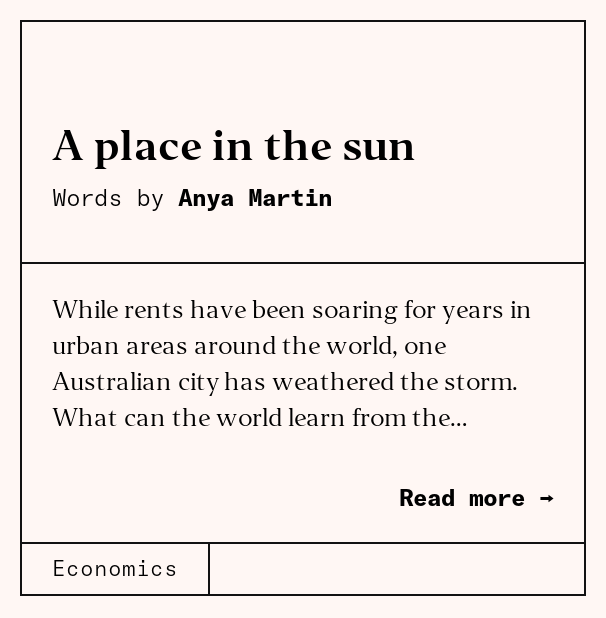 A place in the sun
Words by Anya Martin
While rents have been soaring for years in
urban areas around the world, one
Australian city has weathered the storm.
What can the world learn from the...
Read more →
Economics